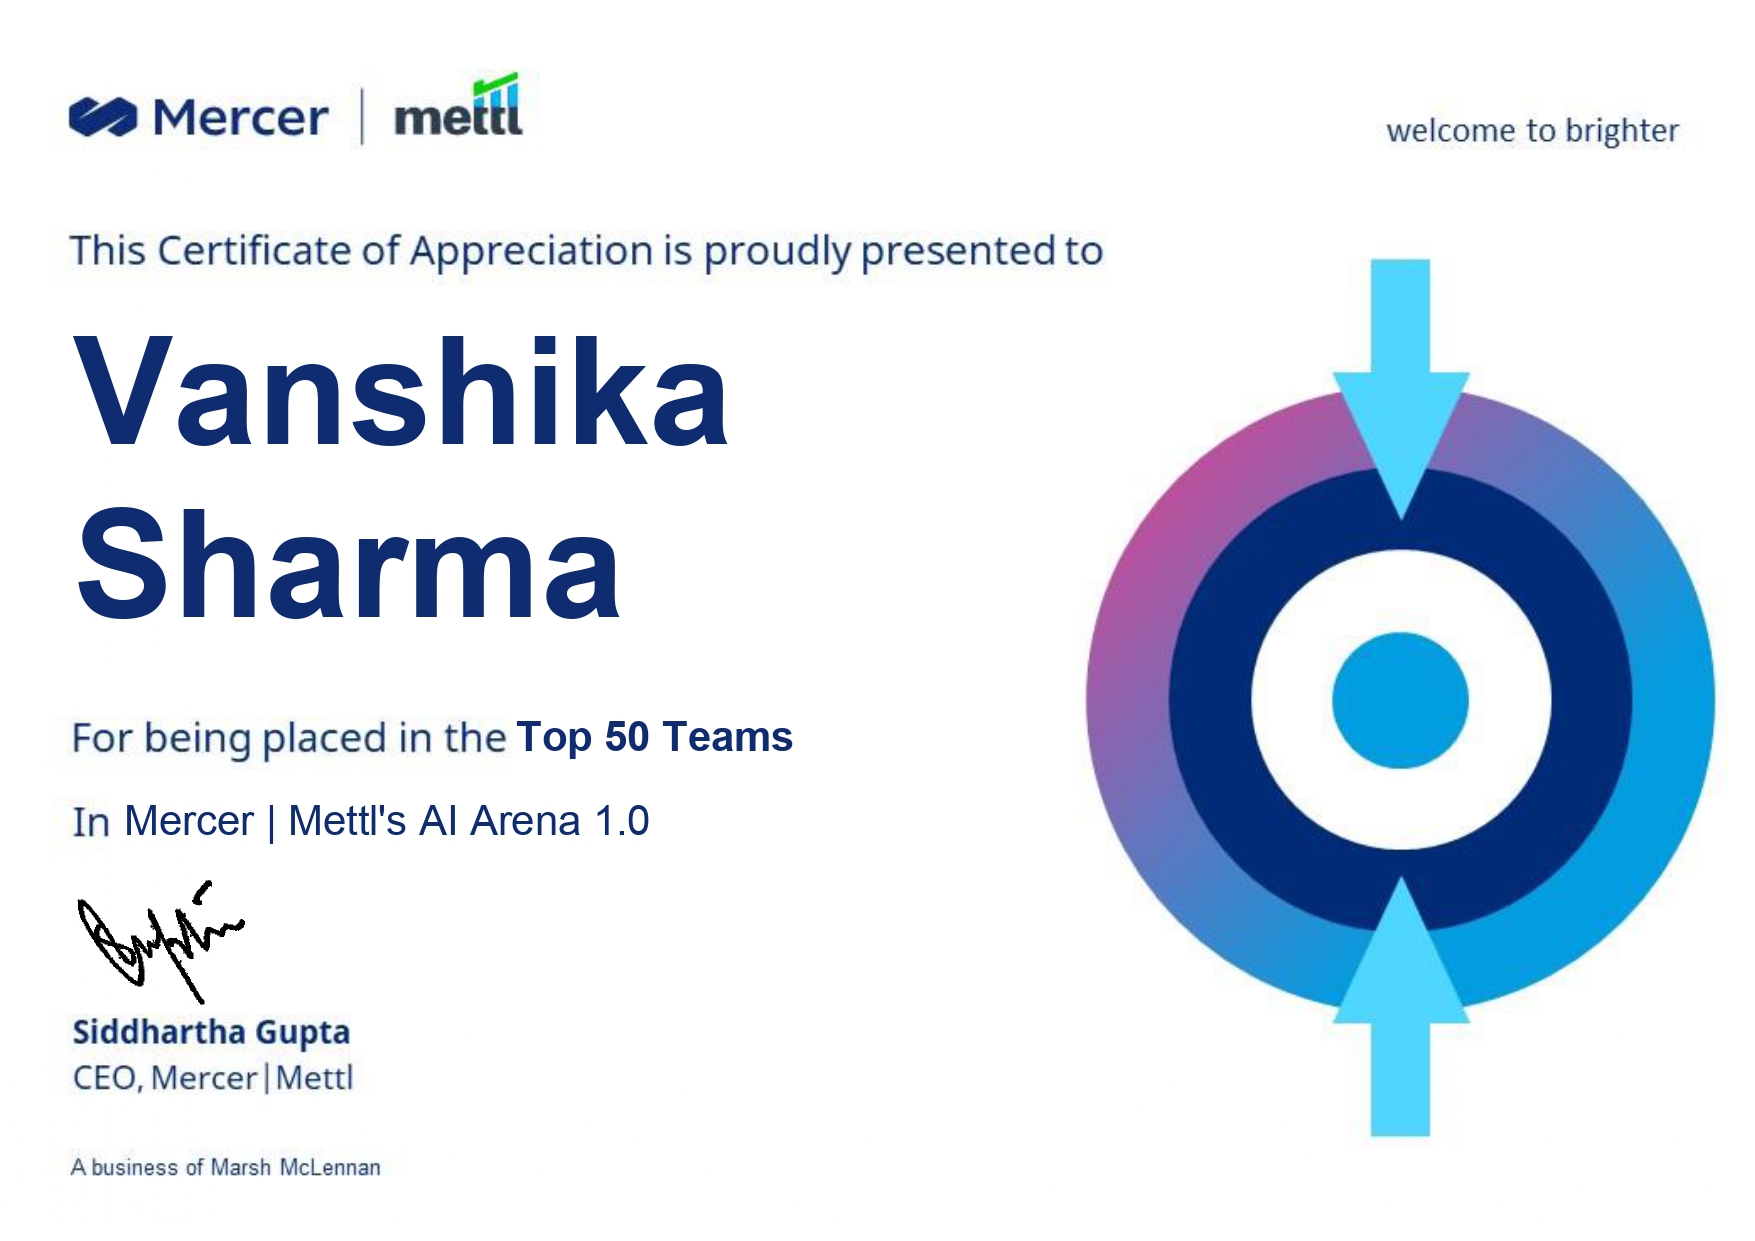 Mercer | mettl
welcome to brighter
This Certificate of Appreciation is proudly presented to
Vanshika
Sharma
For being placed in the Top 50 Teams
In Mercer | Mettl's AI Arena 1.0
Siddhartha Gupta
CEO, Mercer|Mettl
A business of Marsh McLennan